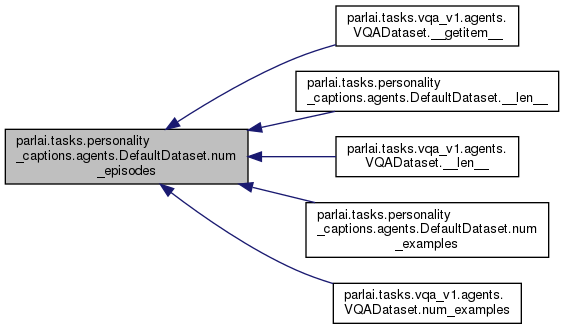 parlai.tasks.vqa_v1.agents.
VQADataset.__getitem__
parlai.tasks.personality
_captions.agents.DefaultDataset.__len__
parlai.tasks.personality
_captions.agents.DefaultDataset.num
_episodes
parlai.tasks.vqa_v1.agents.
VQADataset.__len__
parlai.tasks.personality
_captions.agents.DefaultDataset.num
_examples
parlai.tasks.vqa_v1.agents.
VQADataset.num_examples